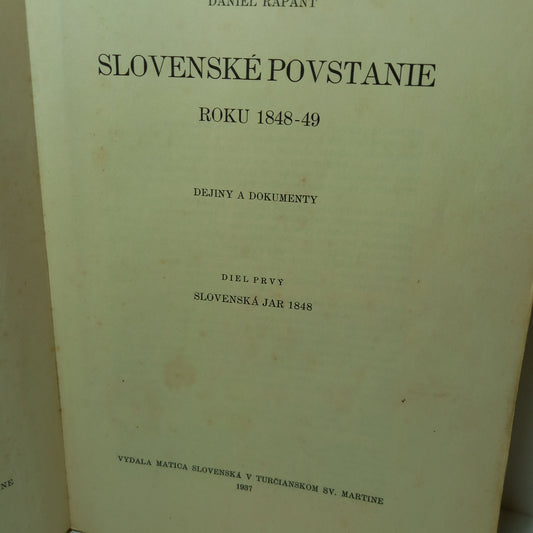 DANIEL RAPANT
SLOVENSKÉ POVSTANIE
ROKU 1848-49
DEJINY A DOKUMENTY
DIEL PRVÝ
SLOVENSKÁ JAR 1848
VYDALA MATICA SLOVENSKÁ V TURČIANSKOM SV. MARTINE
1937
NE